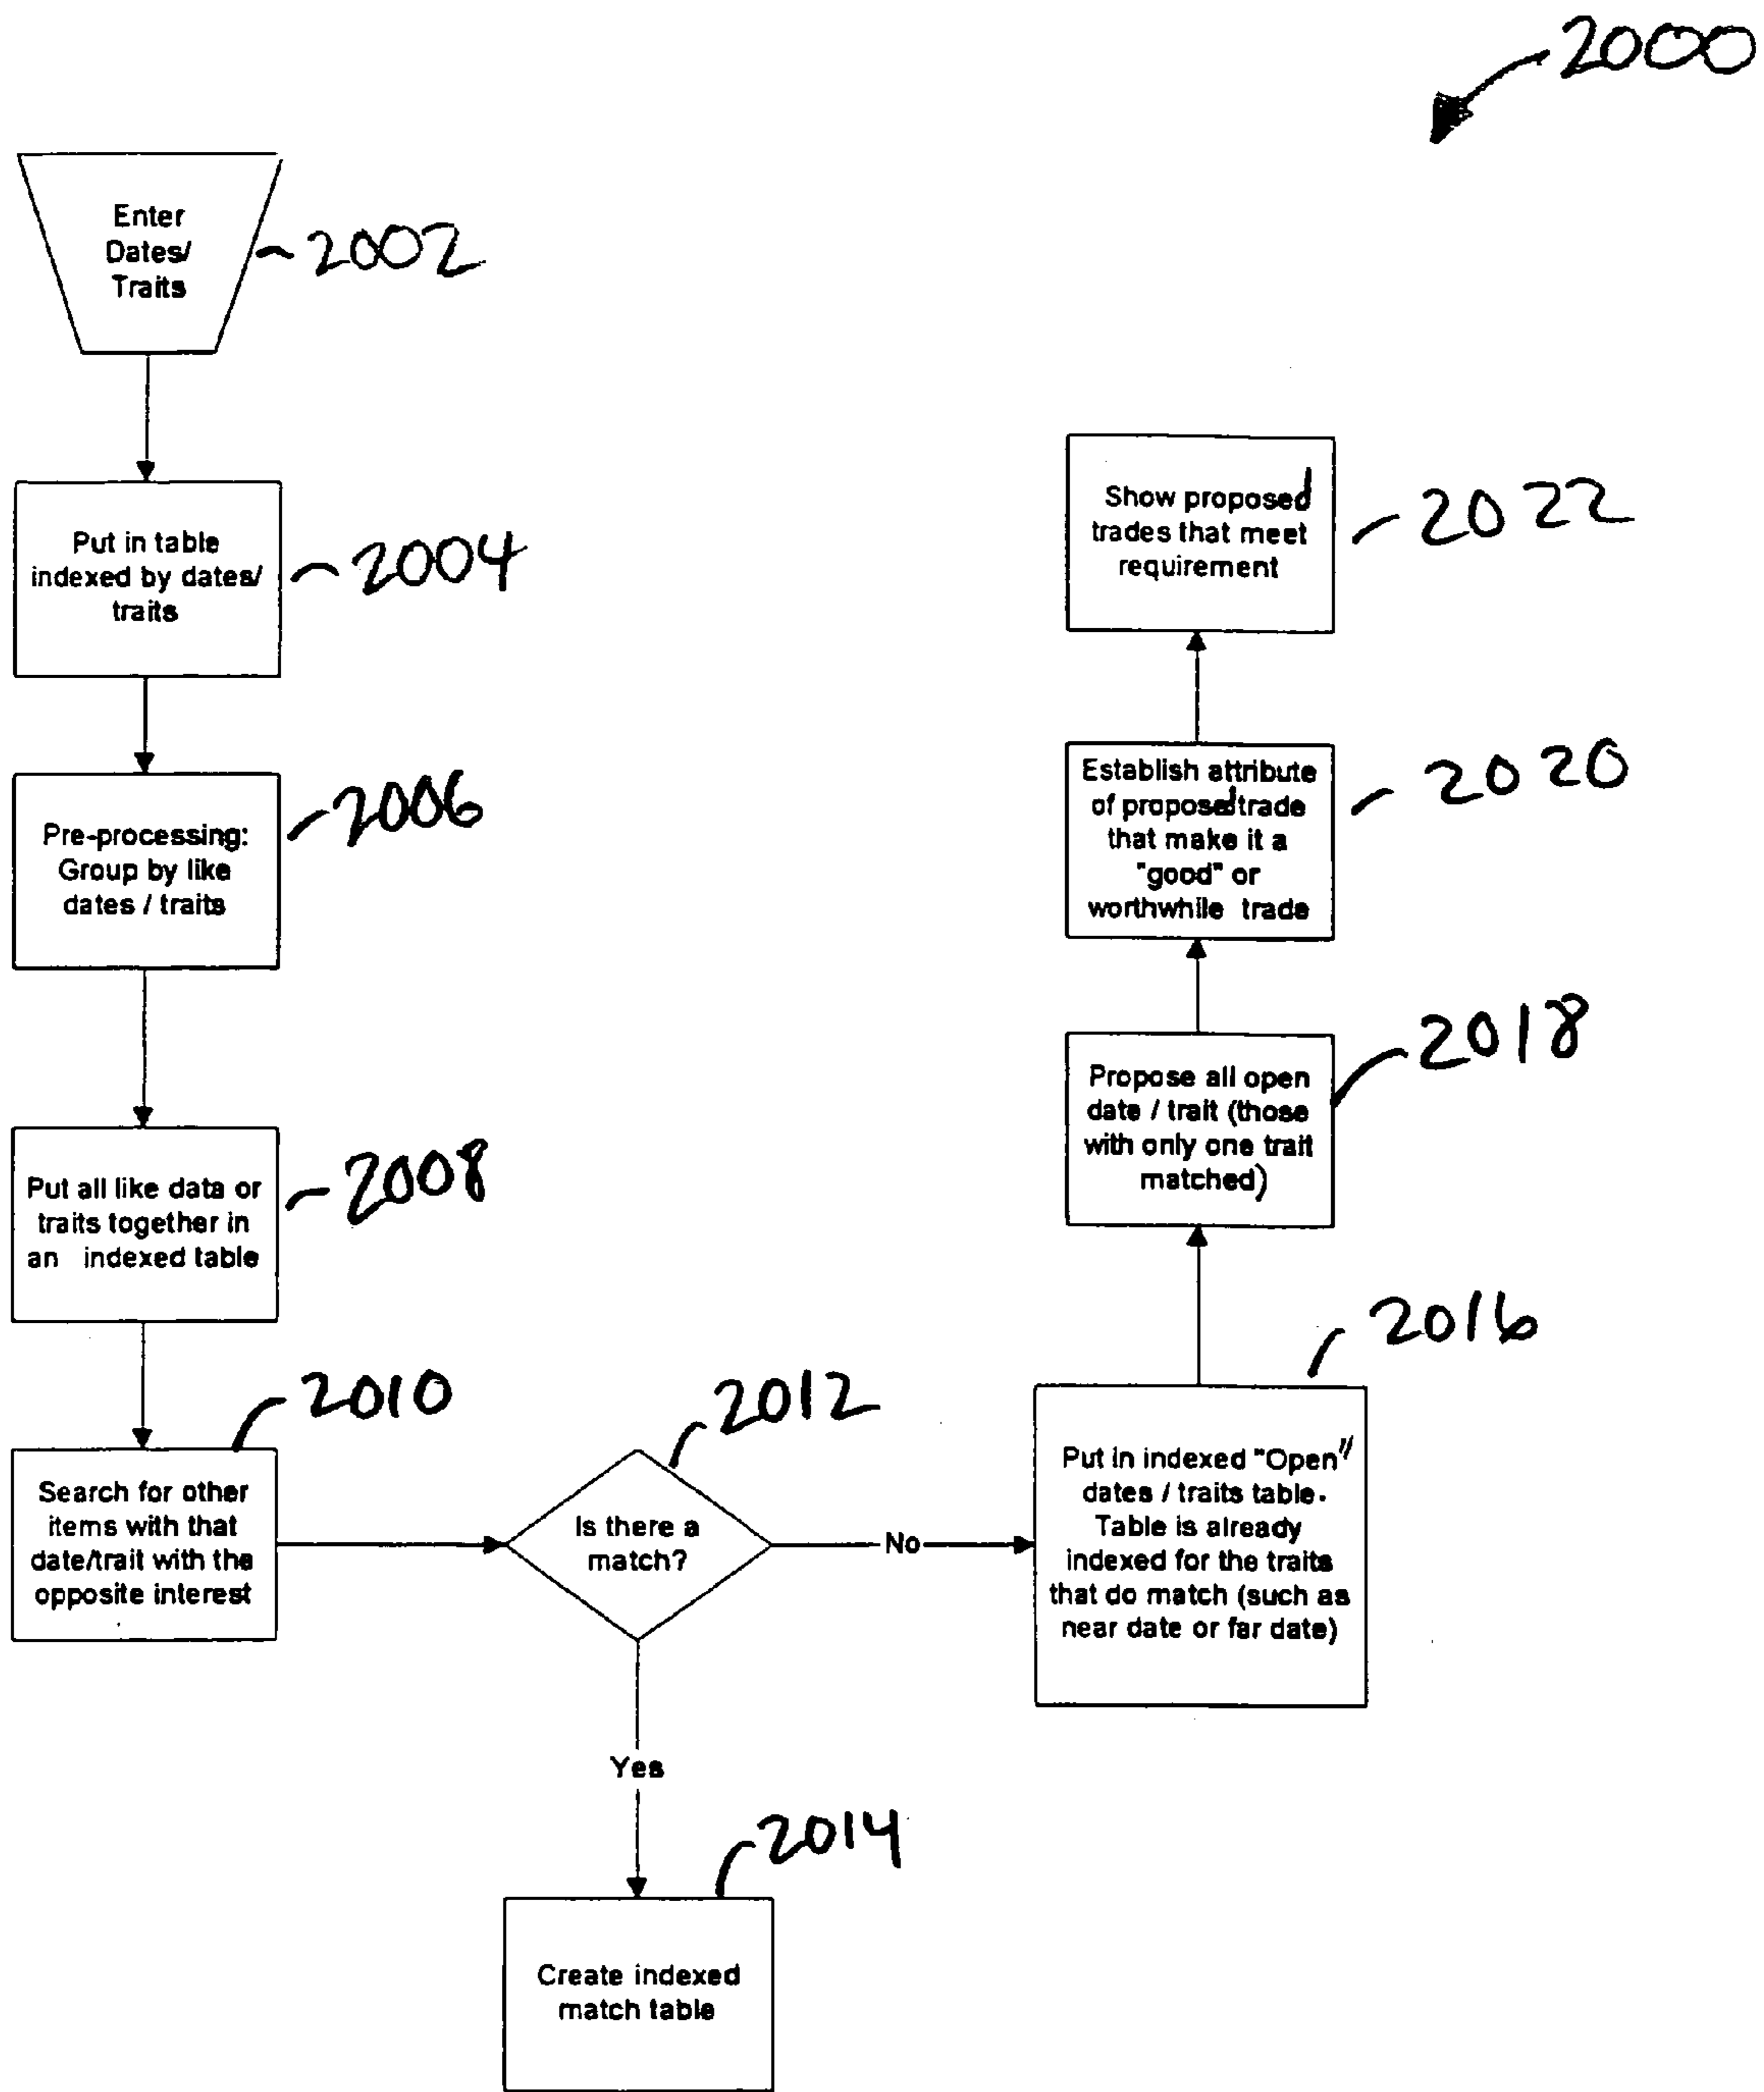 2000
Enter
Dates/
Traits
2002
Put in table
indexed by dates/
traits
2004
Pre-processing:
Group by like
dates / traits
2006
Put all like data or
traits together in
an indexed table
2008
Search for other
items with that
date/trait with the
opposite interest
2010
Is there a
match?
2012
Yes
Create indexed
match table
2014
No
Put in indexed "Open"
dates / traits table.
Table is already
indexed for the traits
that do match (such as
near date or far date)
2016
Propose all open
date / trait (those
with only one trait
matched)
2018
Establish attribute
of proposed trade
that make it a
"good" or
worthwhile trade
2020
Show proposed
trades that meet
requirement
2022